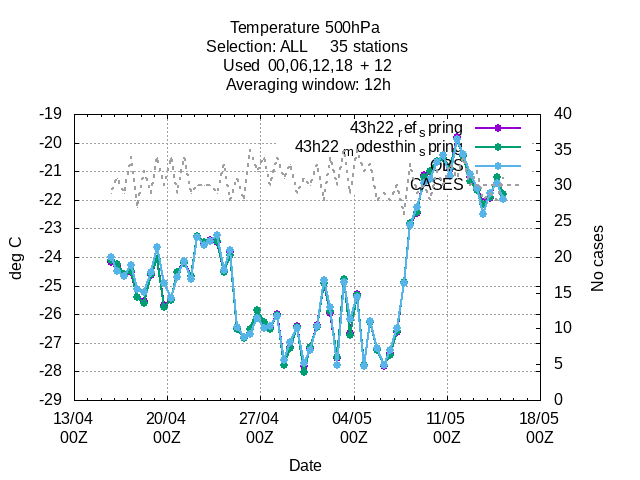 Temperature 500hPa
Selection: ALL 35 stations
Used 00,06,12,18 + 12
Averaging window: 12h
43h22_ref_spring
43h22_modesthin_spring
OBS
CASES
deg C
-19
-20
-21
-22
-23
-24
-25
-26
-27
-28
-29
No cases
40
35
30
25
20
15
10
5
0
13/04 20/04 27/04 04/05 11/05 18/05
00Z 00Z 00Z 00Z 00Z 00Z
Date